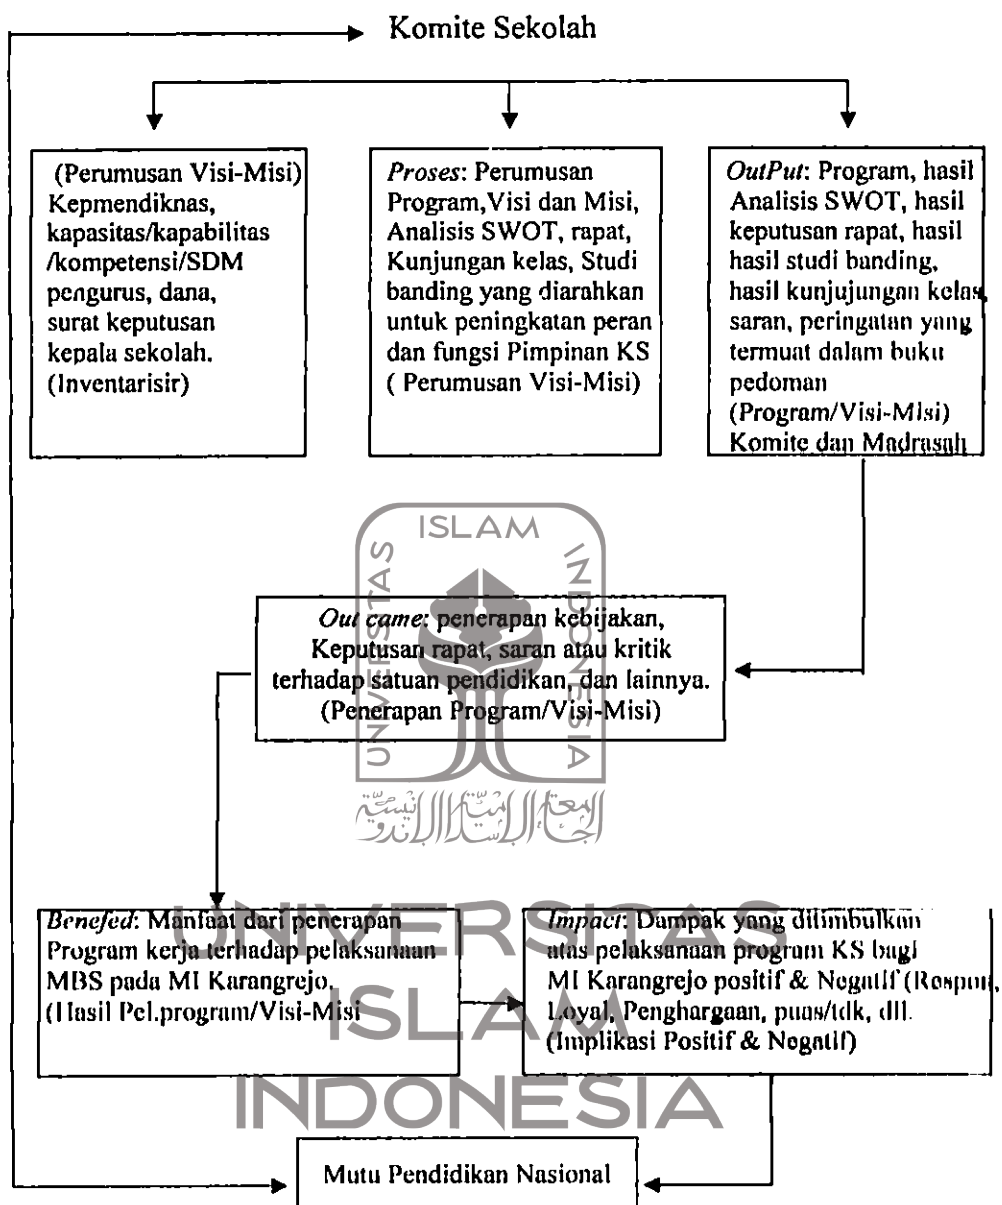 Komite Sekolah
(Perumusan Visi-Misi)
Kepmendiknas,
kapasitas/kapabilitas
/kompetensi/SDM
pengurus, dana,
surat keputusan
kepala sekolah.
(Inventarisir)
Proses: Perumusan
Program,Visi dan Misi,
Analisis SWOT, rapat,
Kunjungan kelas, Studi
banding yang diarahkan
untuk peningkatan peran
dan fungsi Pimpinan KS
( Perumusan Visi-Misi)
OutPut: Program, hasil
Analisis SWOT, hasil
keputusan rapat, hasil
hasil studi banding,
hasil kunjujungan kelas,
saran, peringatan yang
termuat dalam buku
pedoman
(Program/Visi-Misi)
Komite dan Madrasah
UNIVERSITAS
ISLAM
INDONESIA
Out came: penerapan kebijakan,
Keputusan rapat, saran atau kritik
terhadap satuan pendidikan, dan lainnya.
(Penerapan Program/Visi-Misi)
الجامعة الإسلامية الإندونيسية
Benefed: Manfaat dari penerapan
Program kerja terhadap pelaksanaan
MBS pada MI Karangrejo.
(Hasil Pel.program/Visi-Misi
Impact: Dampak yang ditimbulkan
atas pelaksanaan program KS bagi
MI Karangrejo positif & Negatif (Respon,
Loyal, Penghargaan, puas/tdk, dll.
(Implikasi Positif & Negatif)
UNIVERSITAS
ISLAM
INDONESIA
Mutu Pendidikan Nasional